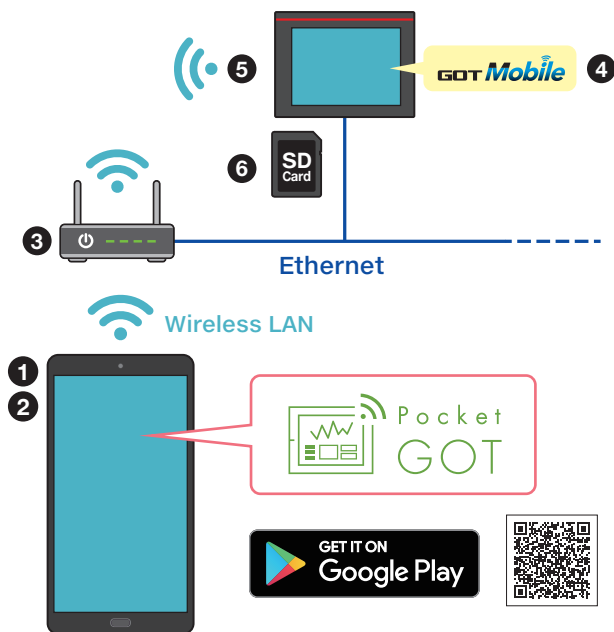 5
GOT Mobile
4
6
SD
Card
3
Ethernet
Wireless LAN
1
2
Pocket
GOT
GET IT ON
Google Play